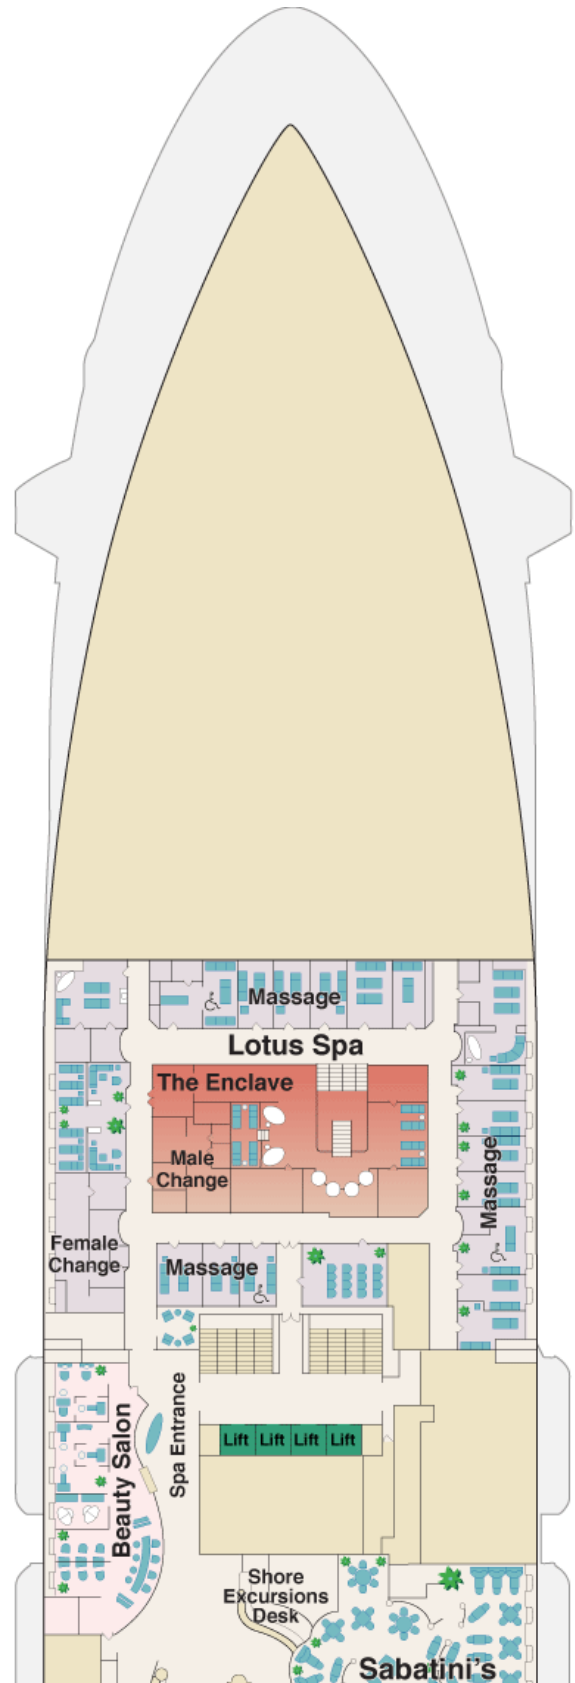 Massage
Lotus Spa
The Enclave
Male
Change
Massage
Female
Change
Massage
Spa Entrance
Beauty Salon
Lift Lift Lift Lift
Shore
Excursions
Desk
Sabatini's